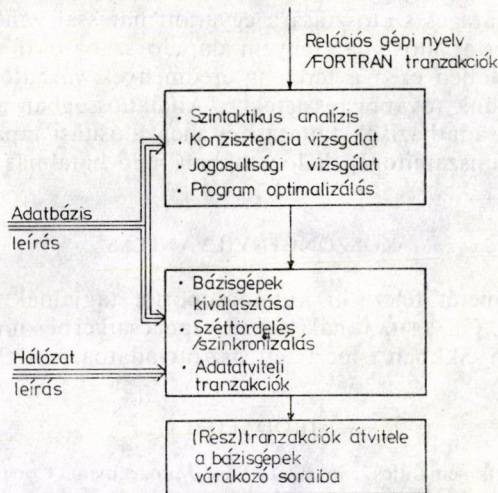 Relációs gépi nyelv
/FORTRAN tranzakciók
· Szintaktikus analízis
· Konzisztencia vizsgálat
· Jogosultsági vizsgálat
· Program optimalizálás
Adatbázis
leírás
· Bázisgépek
kiválasztása
· Széttördelés
/szinkronizálás
· Adatátviteli
tranzakciók
Hálózat
leírás
(Rész)tranzakciók átvitele
a bázisgépek
várakozó soraiba